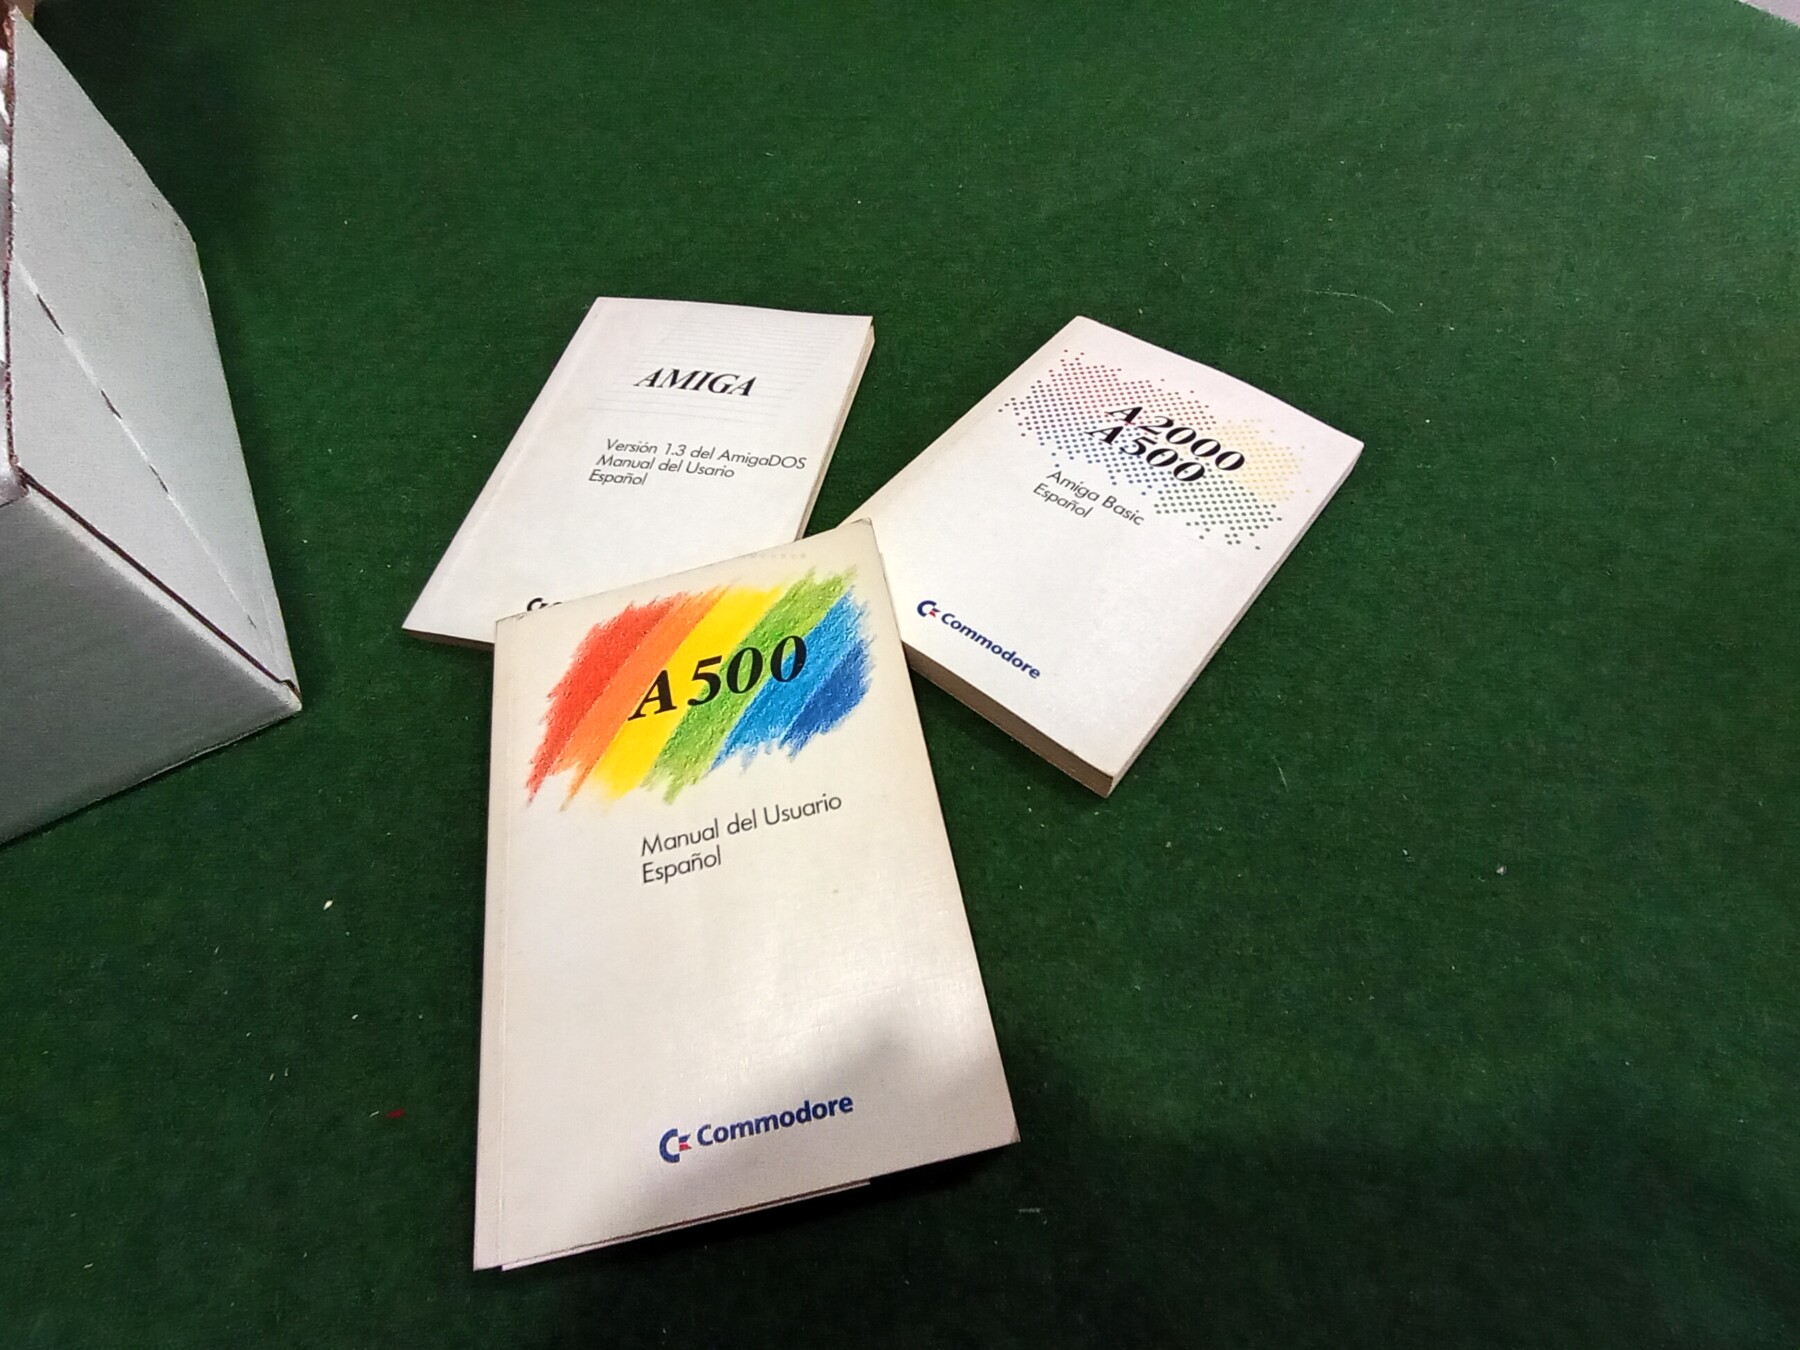 AMIGA
Versión 1.3 del AmigaDOS
Manual del Usario
Español
A2000
A500
Amiga Basic
Español
Commodore
A500
Manual del Usuario
Español
Commodore